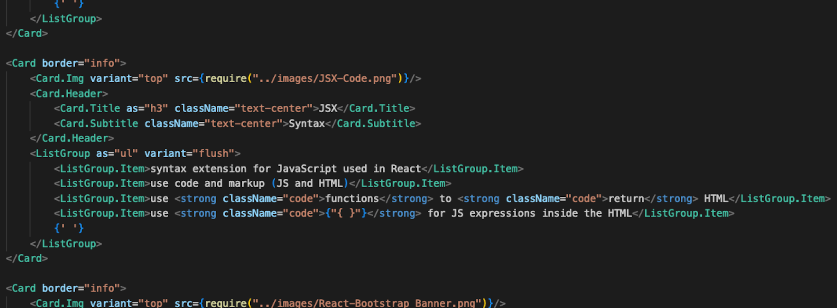 {' '}
</ListGroup>
</Card>
<Card border="info">
<Card.Img variant="top" src={require("../images/JSX-Code.png")}/>
<Card.Header>
<Card.Title as="h3" className="text-center">JSX</Card.Title>
<Card.Subtitle className="text-center">Syntax</Card.Subtitle>
</Card.Header>
<ListGroup as="ul" variant="flush">
<ListGroup.Item>syntax extension for JavaScript used in React</ListGroup.Item>
<ListGroup.Item>use code and markup (JS and HTML)</ListGroup.Item>
<ListGroup.Item>use <strong className="code">functions</strong> to <strong className="code">return</strong> HTML</ListGroup.Item>
<ListGroup.Item>use <strong className="code">{"{ }"}</strong> for JS expressions inside the HTML</ListGroup.Item>
{' '}
</ListGroup>
</Card>
<Card border="info">
<Card.Img variant="top" src={require("../images/React-Bootstrap Banner.png")}/>